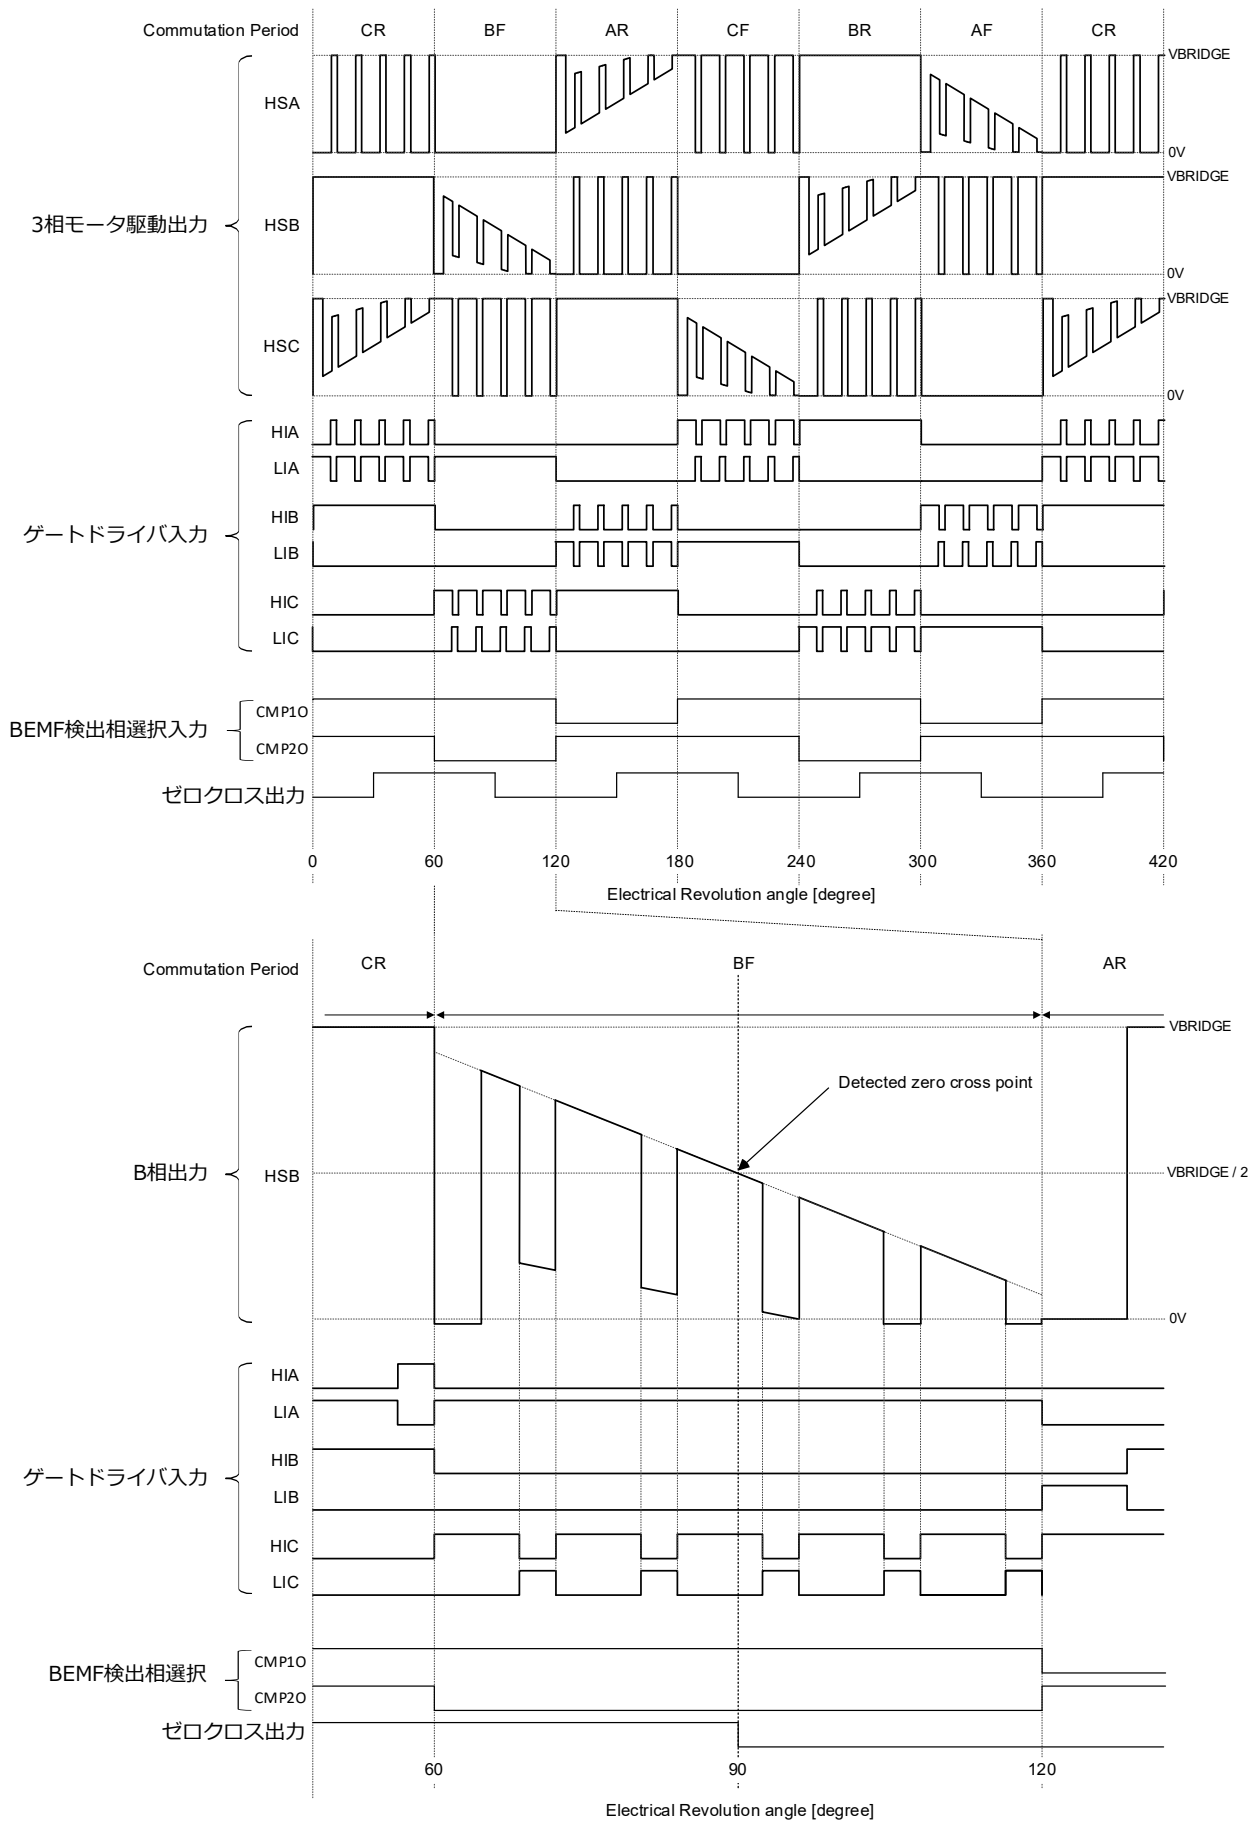 Commutation Period CR BF AR CF BR AF CR
VBRIDGE
HSA
0V
VBRIDGE
3相モータ駆動出力 HSB
0V
VBRIDGE
HSC
0V
HIA
LIA
HIB
ゲートドライバ入力
LIB
HIC
LIC
CMP1O
BEMF検出相選択入力
CMP2O
ゼロクロス出力
0 60 120 180 240 300 360 420
Electrical Revolution angle [degree]
Commutation Period CR BF AR
VBRIDGE
Detected zero cross point
B相出力 HSB VBRIDGE / 2
0V
HIA
LIA
HIB
ゲートドライバ入力
LIB
HIC
LIC
CMP1O
BEMF検出相選択
CMP2O
ゼロクロス出力
60 90 120
Electrical Revolution angle [degree]